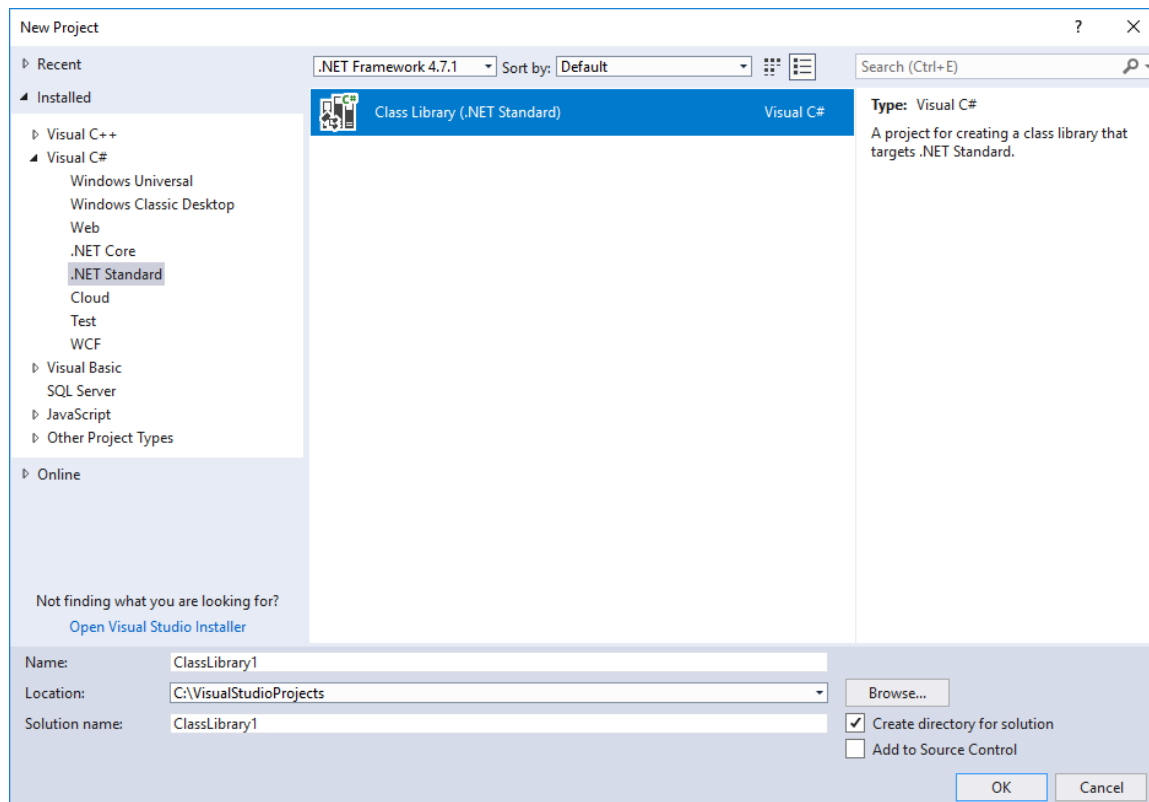 New Project
?
Recent
Installed
Visual C++
Visual C#
Windows Universal
Windows Classic Desktop
Web
.NET Core
.NET Standard
Cloud
Test
WCF
Visual Basic
SQL Server
JavaScript
Other Project Types
Online
Not finding what you are looking for?
Open Visual Studio Installer
.NET Framework 4.7.1 Sort by: Default
C#
Class Library (.NET Standard) Visual C#
Search (Ctrl+E)
Type: Visual C#
A project for creating a class library that
targets .NET Standard.
Name: ClassLibrary1
Location: C:\VisualStudioProjects Browse...
Solution name: ClassLibrary1
Create directory for solution
Add to Source Control
OK Cancel